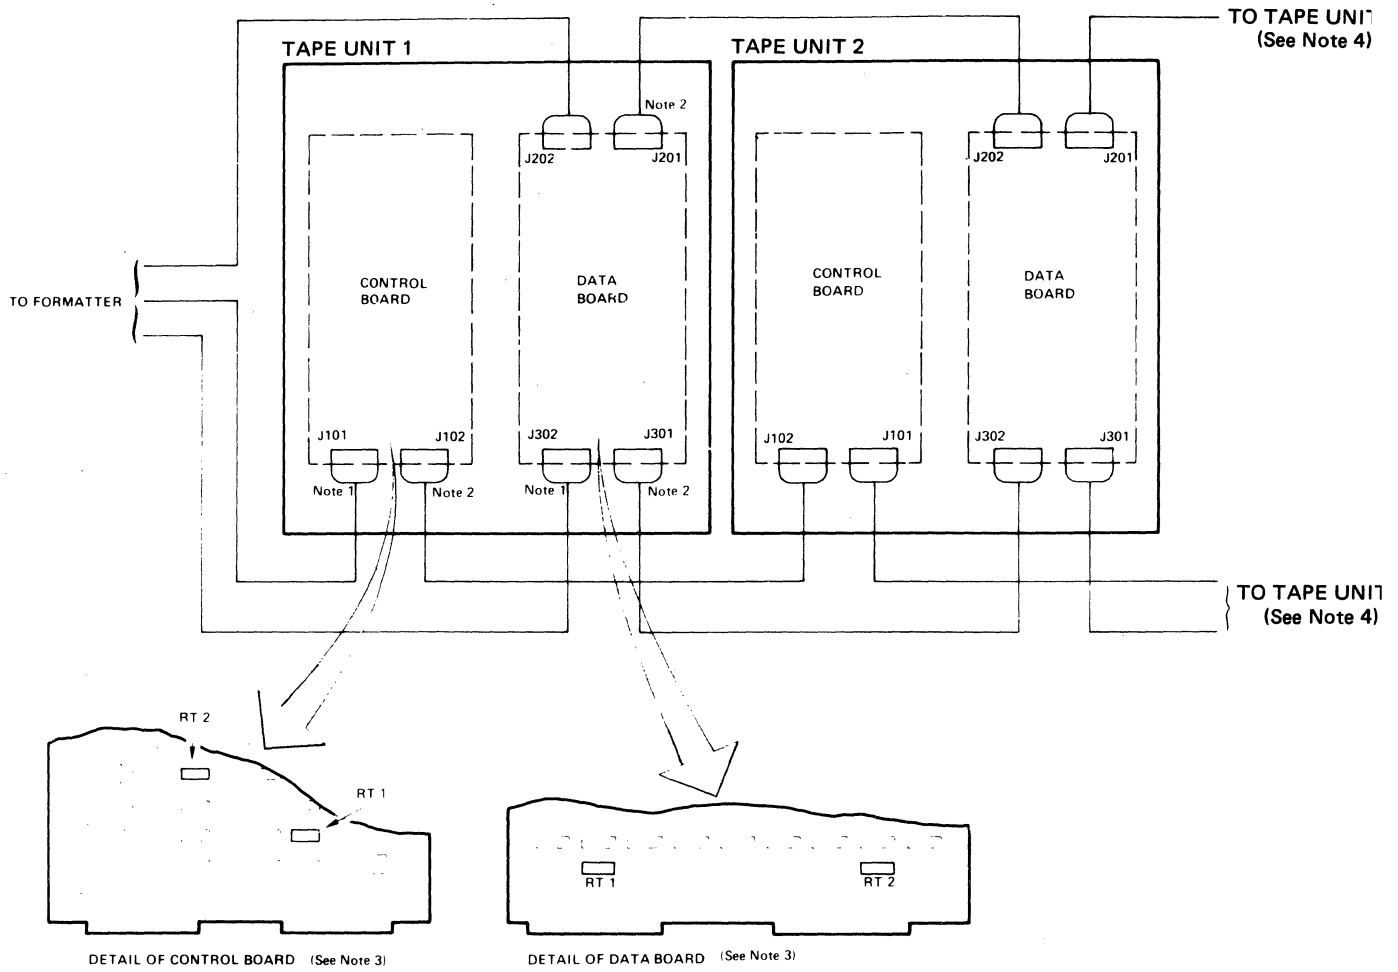 TO TAPE UNIT
(See Note 4)
TAPE UNIT 1
TAPE UNIT 2
Note 2
J202
J201
J202
J201
CONTROL
BOARD
DATA
BOARD
CONTROL
BOARD
DATA
BOARD
TO FORMATTER
J101
J102
J302
J301
J102
J101
J302
J301
Note 1
Note 2
Note 1
Note 2
TO TAPE UNIT
(See Note 4)
RT 2
RT 1
RT 1
RT 2
DETAIL OF CONTROL BOARD (See Note 3)
DETAIL OF DATA BOARD (See Note 3)